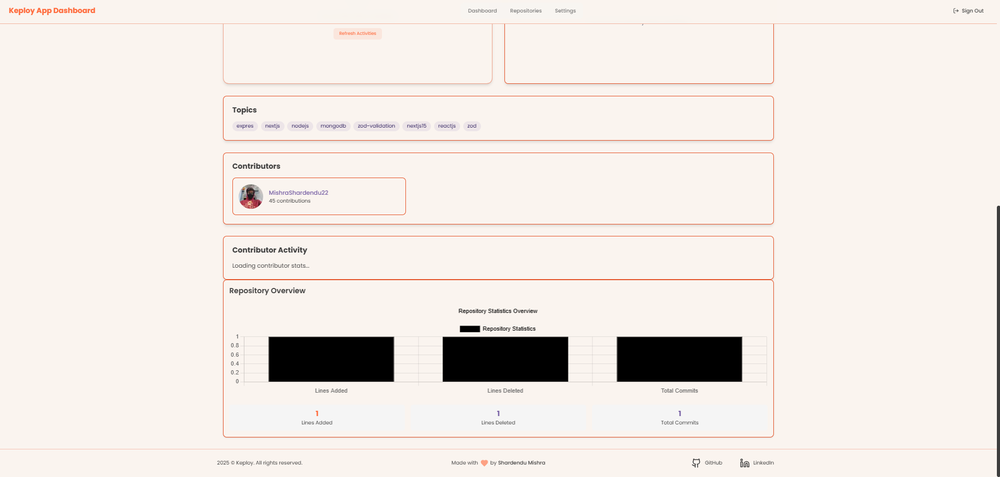 Keploy App Dashboard
Dashboard
Repositories
Settings
Sign Out
Refresh Activities
Topics
expres
nextjs
nodejs
mongodb
zod-validation
nextjs15
reactjs
zod
Contributors
MishraShardendu22
45 contributions
Contributor Activity
Loading contributor stats...
Repository Overview
Repository Statistics Overview
Repository Statistics
1
0.8
0.6
0.4
0.2
0
Lines Added
Lines Deleted
Total Commits
1
Lines Added
1
Lines Deleted
1
Total Commits
2025 © Keploy. All rights reserved.
Made with by Shardendu Mishra
GitHub
LinkedIn